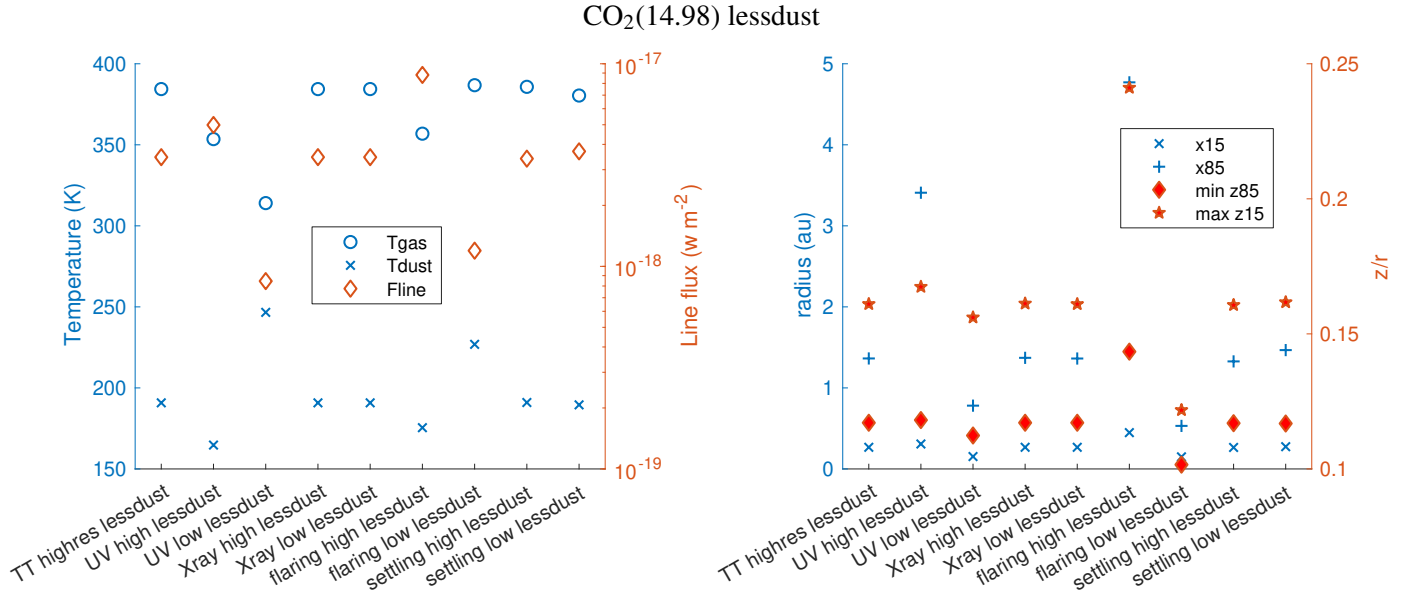 CO₂(14.98) lessdust
400
350
300
250
200
150
Temperature (K)
10⁻¹⁷
10⁻¹⁸
10⁻¹⁹
Line flux (w m⁻²)
Tgas
Tdust
Fline
TT highres lessdust
UV high lessdust
UV low lessdust
Xray high lessdust
Xray low lessdust
flaring high lessdust
flaring low lessdust
settling high lessdust
settling low lessdust
5
4
3
2
1
0
radius (au)
0.25
0.2
0.15
0.1
z/r
x15
x85
min z85
max z15
TT highres lessdust
UV high lessdust
UV low lessdust
Xray high lessdust
Xray low lessdust
flaring high lessdust
flaring low lessdust
settling high lessdust
settling low lessdust